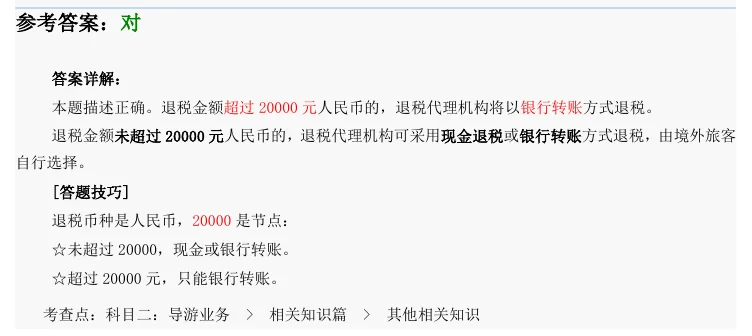 参考答案：对
答案详解：
本题描述正确。退税金额超过 20000 元人民币的，退税代理机构将以银行转账方式退税。
退税金额未超过 20000 元人民币的，退税代理机构可采用现金退税或银行转账方式退税，由境外旅客
自行选择。
[答题技巧]
退税币种是人民币，20000 是节点：
☆未超过 20000，现金或银行转账。
☆超过 20000 元，只能银行转账。
考查点：科目二：导游业务 > 相关知识篇 > 其他相关知识